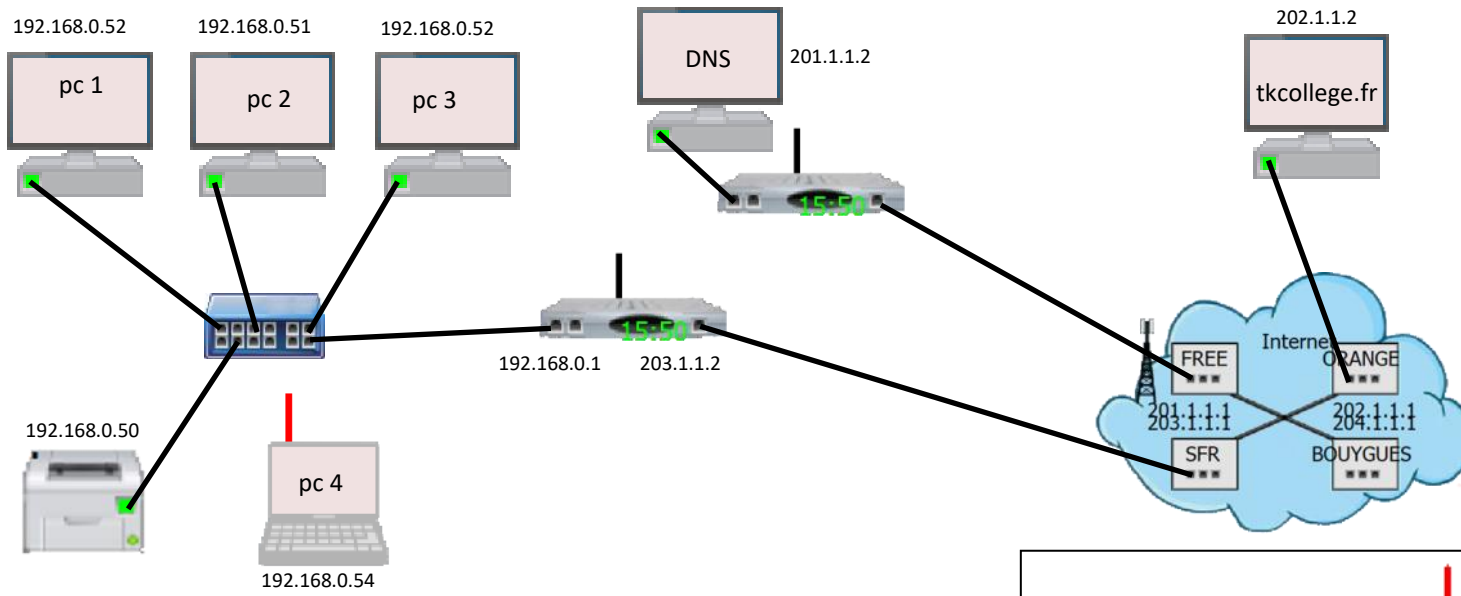 192.168.0.52
192.168.0.51
192.168.0.52
202.1.1.2
pc 1
pc 2
pc 3
DNS
201.1.1.2
tkcollege.fr
15:50
15:50
192.168.0.1
203.1.1.2
Internet
FREE
ORANGE
201.1.1.1
202.1.1.1
203.1.1.1
204.1.1.1
SFR
BOUYGUES
192.168.0.50
pc 4
192.168.0.54